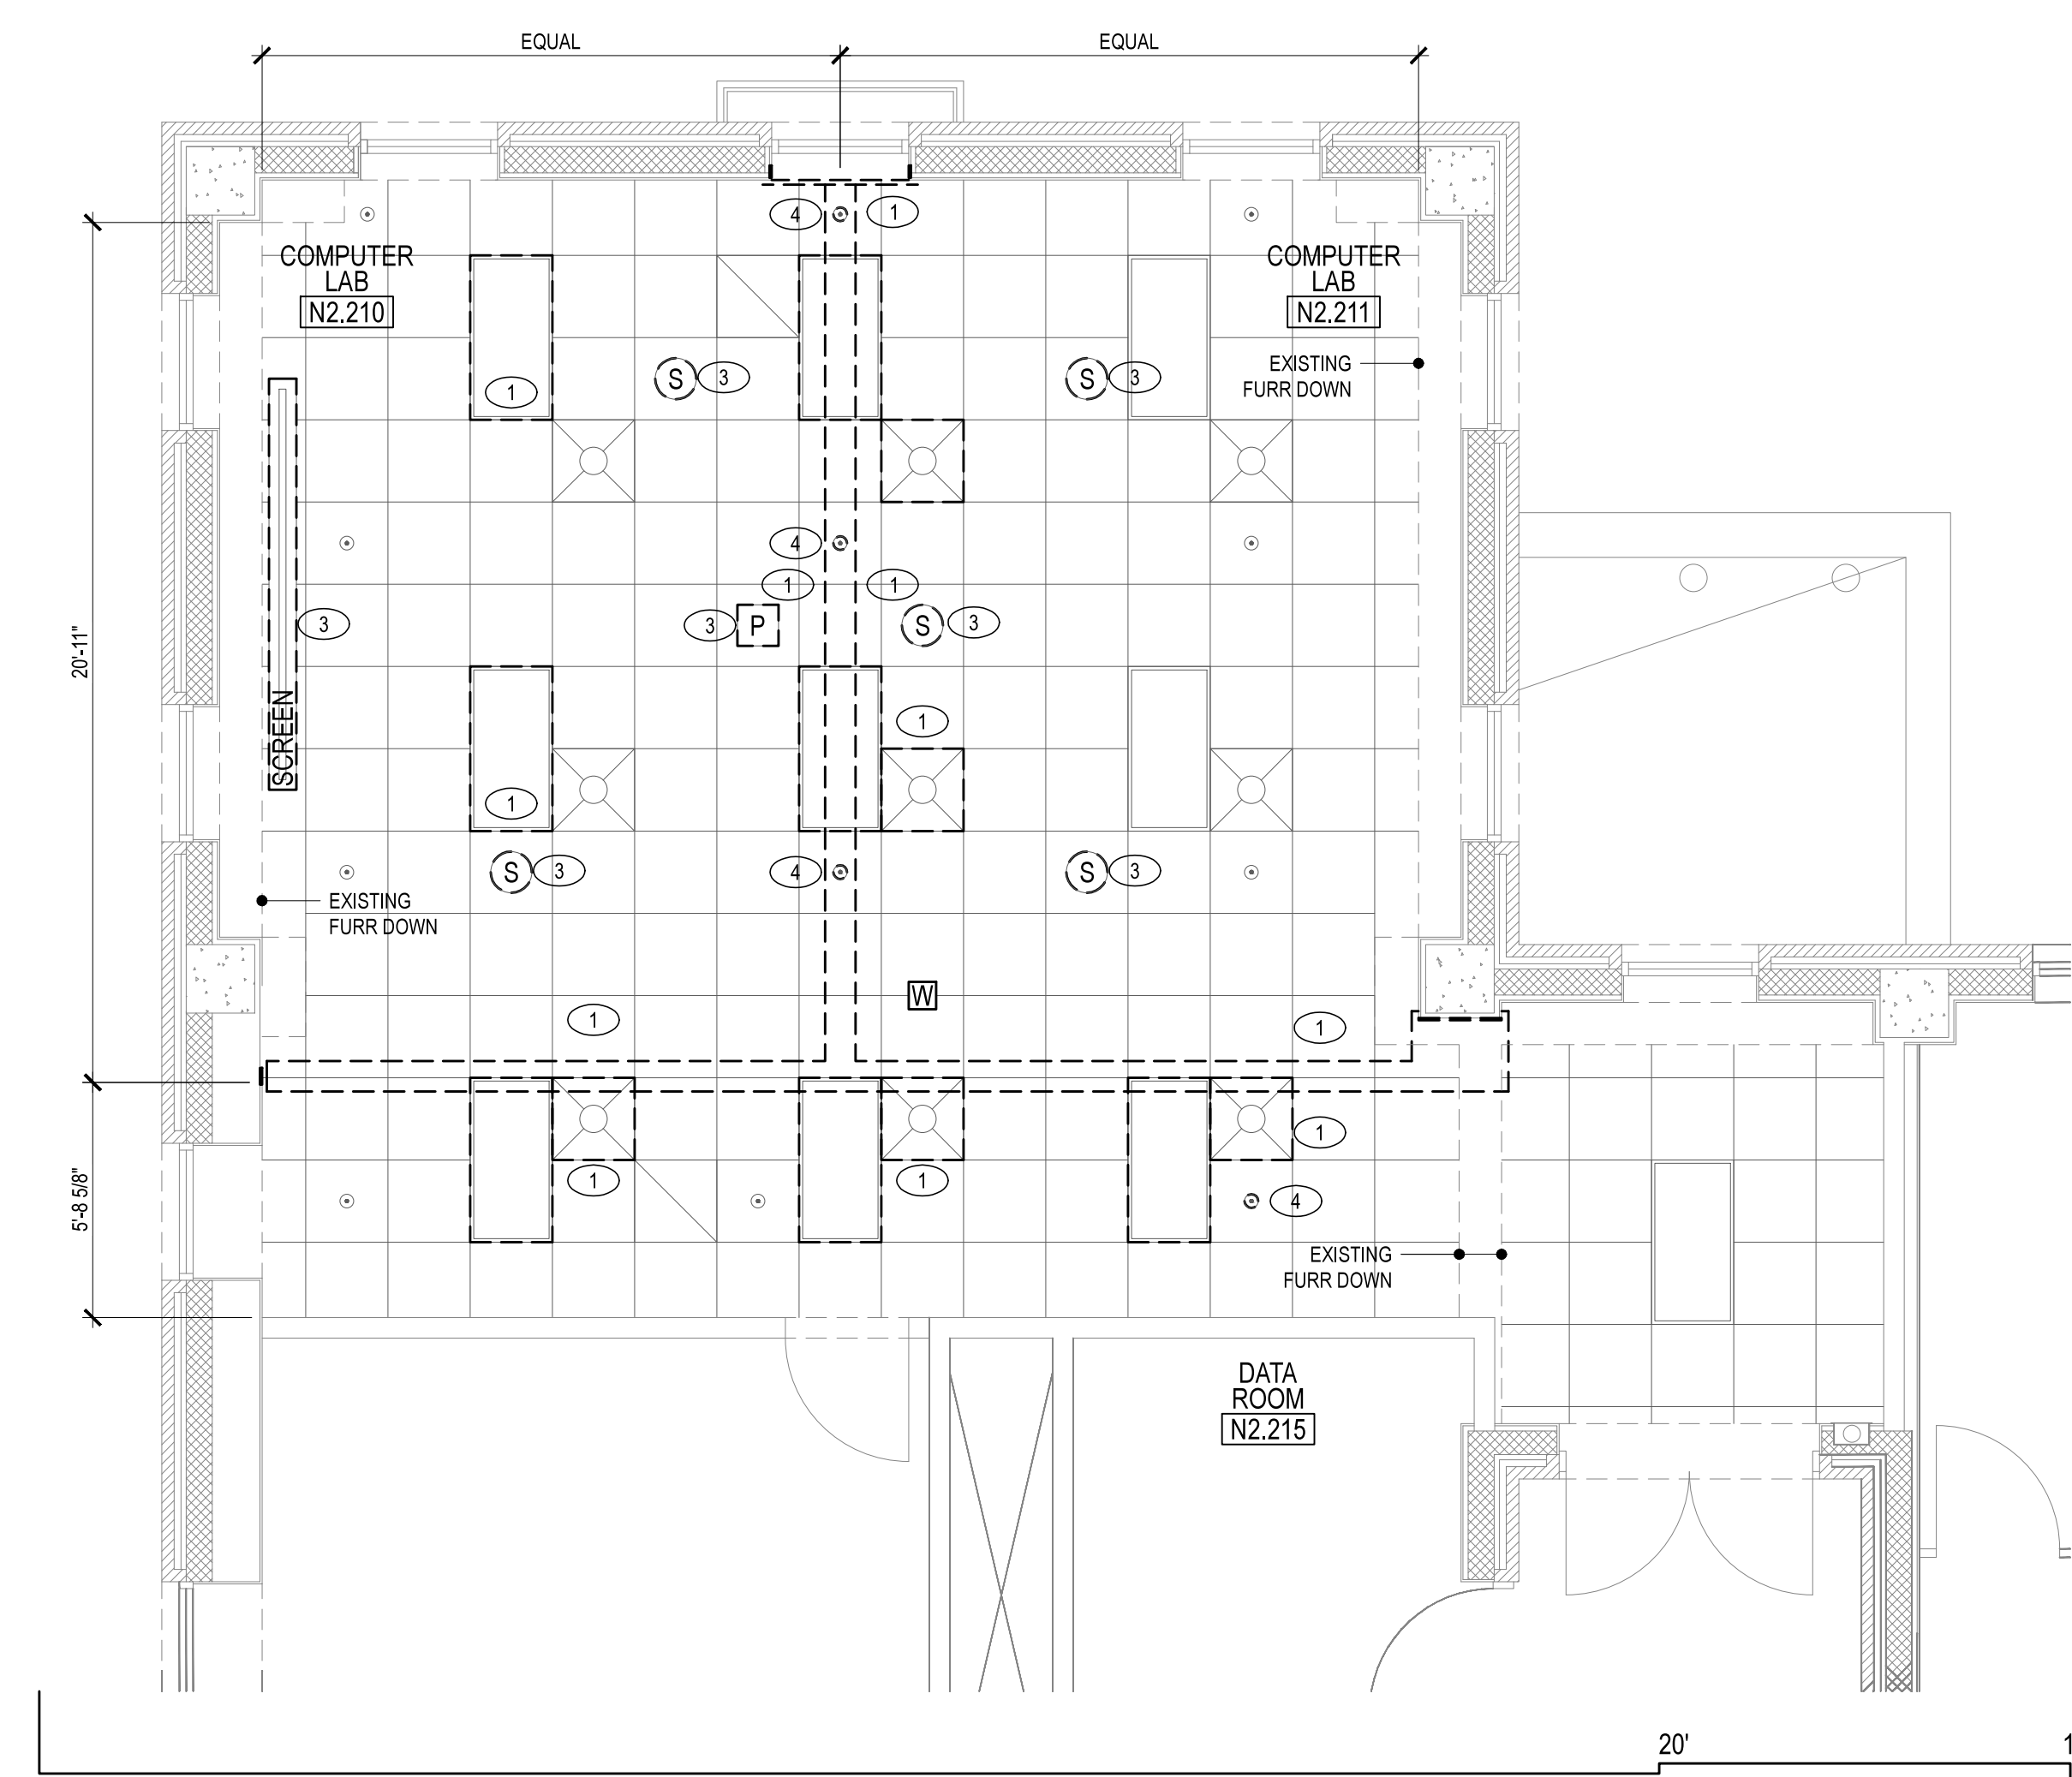 EQUAL
EQUAL
4
1
COMPUTER
LAB
N2.210
COMPUTER
LAB
N2.211
EXISTING
FURR DOWN
1
S
3
S
3
4
1
1
3
3
P
S
3
20'-11"
SCREEN
1
1
S
3
4
S
3
EXISTING
FURR DOWN
W
1
1
1
1
1
4
5'-8 5/8"
EXISTING
FURR DOWN
DATA
ROOM
N2.215
20'
1